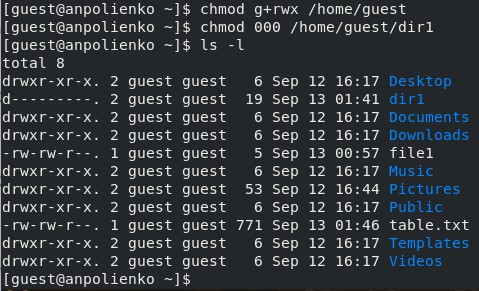 [guest@anpolienko ~]$ chmod g+rwx /home/guest
[guest@anpolienko ~]$ chmod 000 /home/guest/dir1
[guest@anpolienko ~]$ ls -l
total 8
drwxr-xr-x. 2 guest guest   6 Sep 12 16:17 Desktop
d---------. 2 guest guest  19 Sep 13 01:41 dir1
drwxr-xr-x. 2 guest guest   6 Sep 12 16:17 Documents
drwxr-xr-x. 2 guest guest   6 Sep 12 16:17 Downloads
-rw-rw-r--. 1 guest guest   5 Sep 13 00:57 file1
drwxr-xr-x. 2 guest guest   6 Sep 12 16:17 Music
drwxr-xr-x. 2 guest guest  53 Sep 12 16:44 Pictures
drwxr-xr-x. 2 guest guest   6 Sep 12 16:17 Public
-rw-rw-r--. 1 guest guest 771 Sep 13 01:46 table.txt
drwxr-xr-x. 2 guest guest   6 Sep 12 16:17 Templates
drwxr-xr-x. 2 guest guest   6 Sep 12 16:17 Videos
[guest@anpolienko ~]$